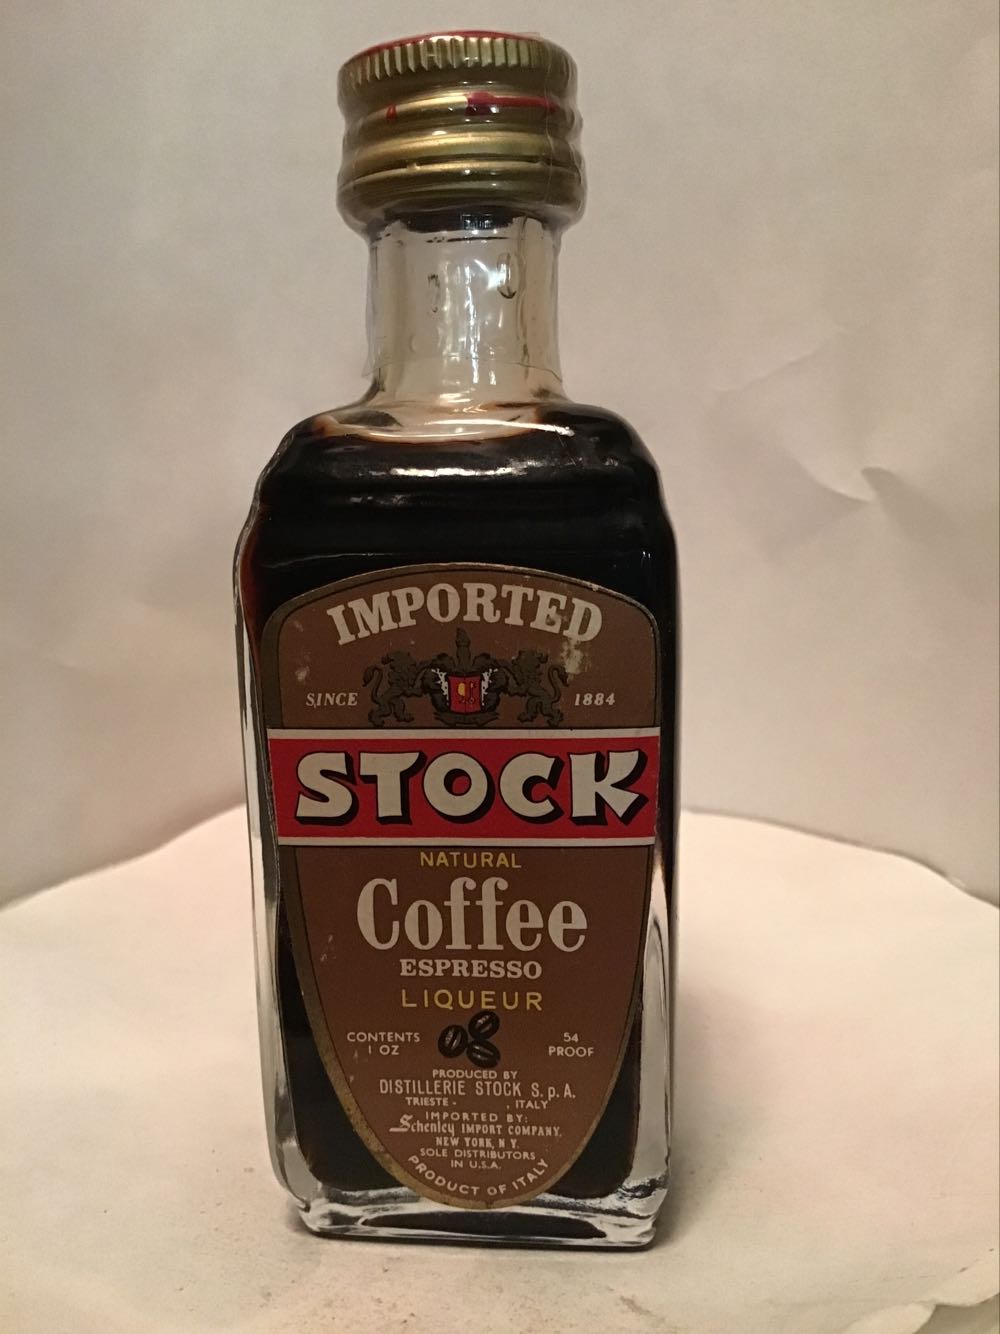 IMPORTED
SINCE 1884
STOCK
NATURAL
Coffee
ESPRESSO
LIQUEUR
CONTENTS 54
1 OZ PROOF
PRODUCED BY
DISTILLERIE STOCK S.p.A.
TRIESTE - , ITALY
IMPORTED BY:
Schenley IMPORT COMPANY,
NEW YORK, N.Y.
SOLE DISTRIBUTORS
IN U.S.A.
PRODUCT OF ITALY